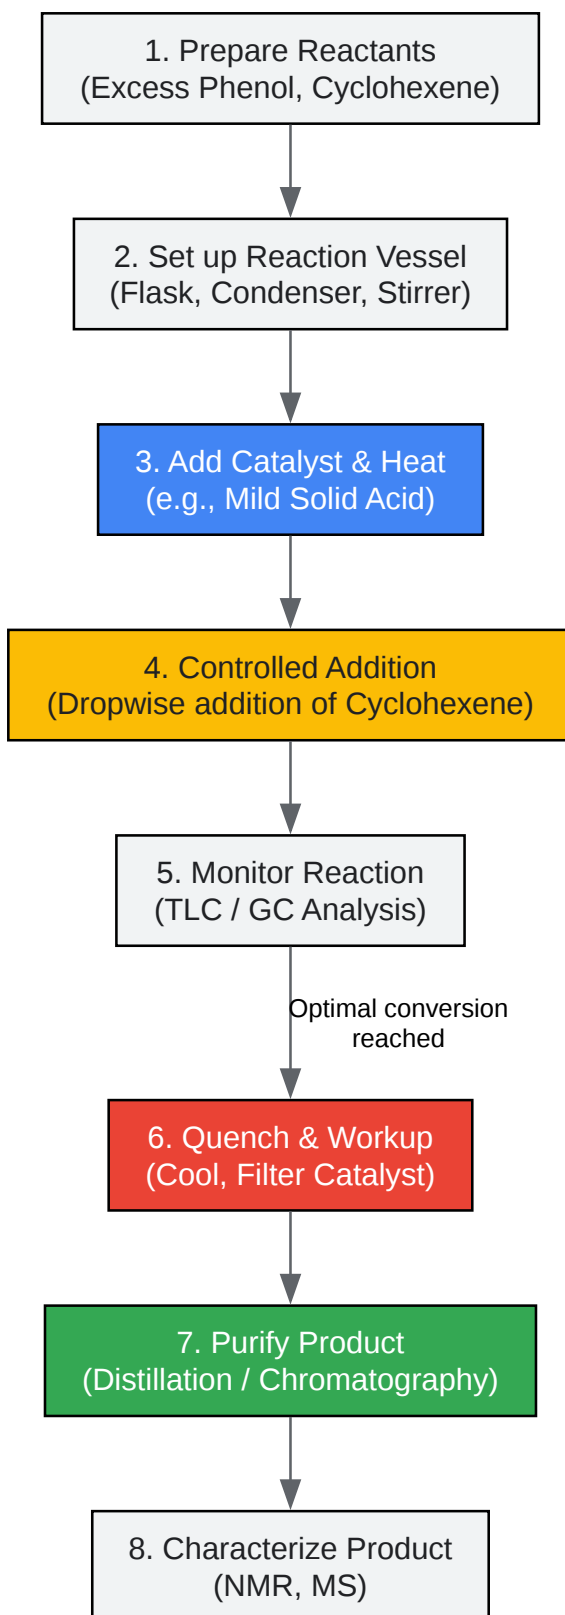 1. Prepare Reactants
(Excess Phenol, Cyclohexene)
2. Set up Reaction Vessel
(Flask, Condenser, Stirrer)
3. Add Catalyst & Heat
(e.g., Mild Solid Acid)
4. Controlled Addition
(Dropwise addition of Cyclohexene)
5. Monitor Reaction
(TLC / GC Analysis)
Optimal conversion
reached
6. Quench & Workup
(Cool, Filter Catalyst)
7. Purify Product
(Distillation / Chromatography)
8. Characterize Product
(NMR, MS)